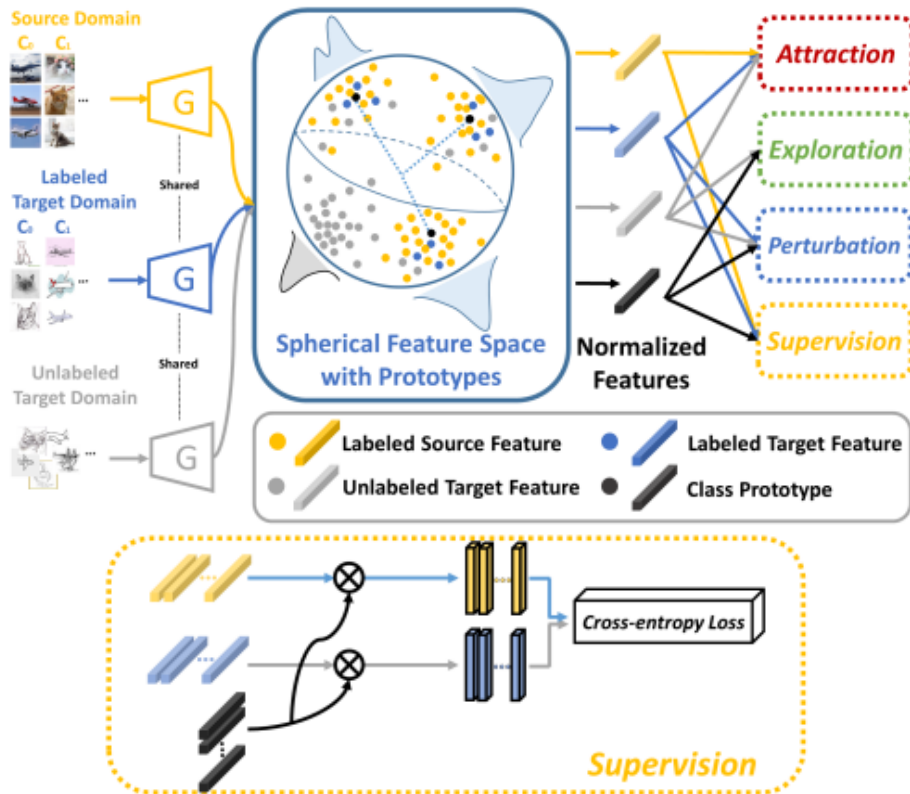 Source Domain
C₀ C₁
...
G
Shared
Labeled Target Domain
C₀ C₁
...
G
Shared
Unlabeled
Target Domain
...
G
Spherical Feature Space
with Prototypes
Normalized
Features
Attraction
Exploration
Perturbation
Supervision
Labeled Source Feature
Labeled Target Feature
Unlabeled Target Feature
Class Prototype
Cross-entropy Loss
Supervision